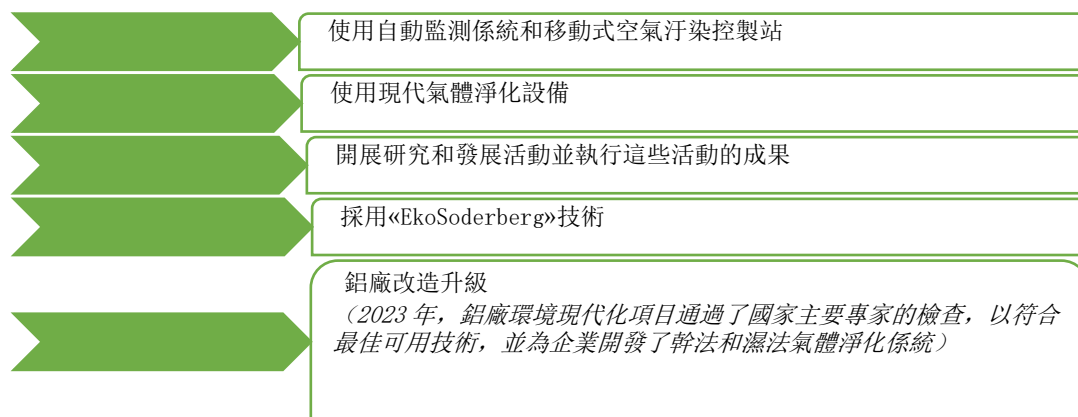 使用自動監測係統和移動式空氣汙染控製站
使用現代氣體淨化設備
開展研究和發展活動並執行這些活動的成果
採用«EkoSoderberg»技術
鋁廠改造升級
（2023 年，鋁廠環境現代化項目通過了國家主要專家的檢查，以符合
最佳可用技術，並為企業開發了幹法和濕法氣體淨化係統）